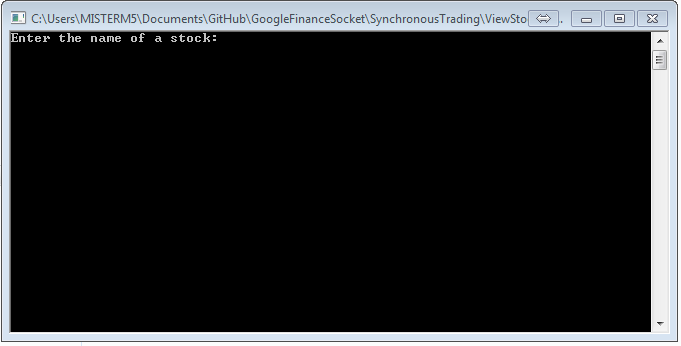 C:\Users\MISTERM5\Documents\GitHub\GoogleFinanceSocket\SynchronousTrading\ViewSto
Enter the name of a stock: